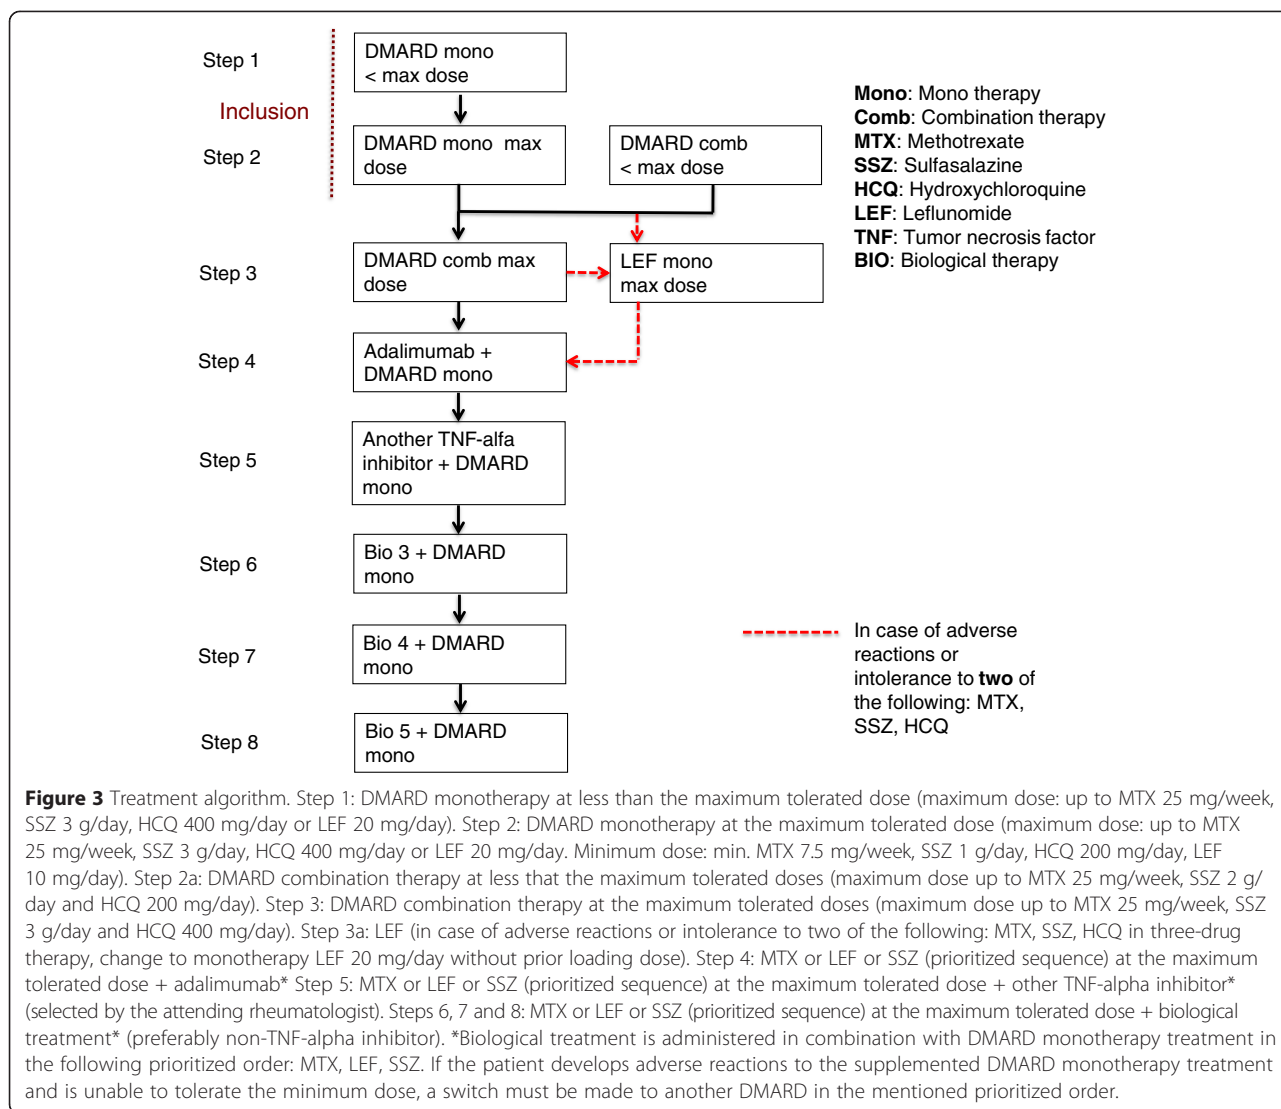 Step 1
DMARD mono
< max dose
Inclusion
Step 2
DMARD mono  max
dose
DMARD comb
< max dose
Mono: Mono therapy
Comb: Combination therapy
MTX: Methotrexate
SSZ: Sulfasalazine
HCQ: Hydroxychloroquine
LEF: Leflunomide
TNF: Tumor necrosis factor
BIO: Biological therapy
Step 3
DMARD comb max
dose
LEF mono
max dose
Step 4
Adalimumab +
DMARD mono
Step 5
Another TNF-alfa
inhibitor + DMARD
mono
Step 6
Bio 3 + DMARD
mono
Step 7
Bio 4 + DMARD
mono
Step 8
Bio 5 + DMARD
mono
In case of adverse
reactions or
intolerance to two of
the following: MTX,
SSZ, HCQ
Figure 3 Treatment algorithm. Step 1: DMARD monotherapy at less than the maximum tolerated dose (maximum dose: up to MTX 25 mg/week,
SSZ 3 g/day, HCQ 400 mg/day or LEF 20 mg/day). Step 2: DMARD monotherapy at the maximum tolerated dose (maximum dose: up to MTX
25 mg/week, SSZ 3 g/day, HCQ 400 mg/day or LEF 20 mg/day. Minimum dose: min. MTX 7.5 mg/week, SSZ 1 g/day, HCQ 200 mg/day, LEF
10 mg/day). Step 2a: DMARD combination therapy at less that the maximum tolerated doses (maximum dose up to MTX 25 mg/week, SSZ 2 g/
day and HCQ 200 mg/day). Step 3: DMARD combination therapy at the maximum tolerated doses (maximum dose up to MTX 25 mg/week, SSZ
3 g/day and HCQ 400 mg/day). Step 3a: LEF (in case of adverse reactions or intolerance to two of the following: MTX, SSZ, HCQ in three-drug
therapy, change to monotherapy LEF 20 mg/day without prior loading dose). Step 4: MTX or LEF or SSZ (prioritized sequence) at the maximum
tolerated dose + adalimumab* Step 5: MTX or LEF or SSZ (prioritized sequence) at the maximum tolerated dose + other TNF-alpha inhibitor*
(selected by the attending rheumatologist). Steps 6, 7 and 8: MTX or LEF or SSZ (prioritized sequence) at the maximum tolerated dose + biological
treatment* (preferably non-TNF-alpha inhibitor). *Biological treatment is administered in combination with DMARD monotherapy treatment in
the following prioritized order: MTX, LEF, SSZ. If the patient develops adverse reactions to the supplemented DMARD monotherapy treatment
and is unable to tolerate the minimum dose, a switch must be made to another DMARD in the mentioned prioritized order.